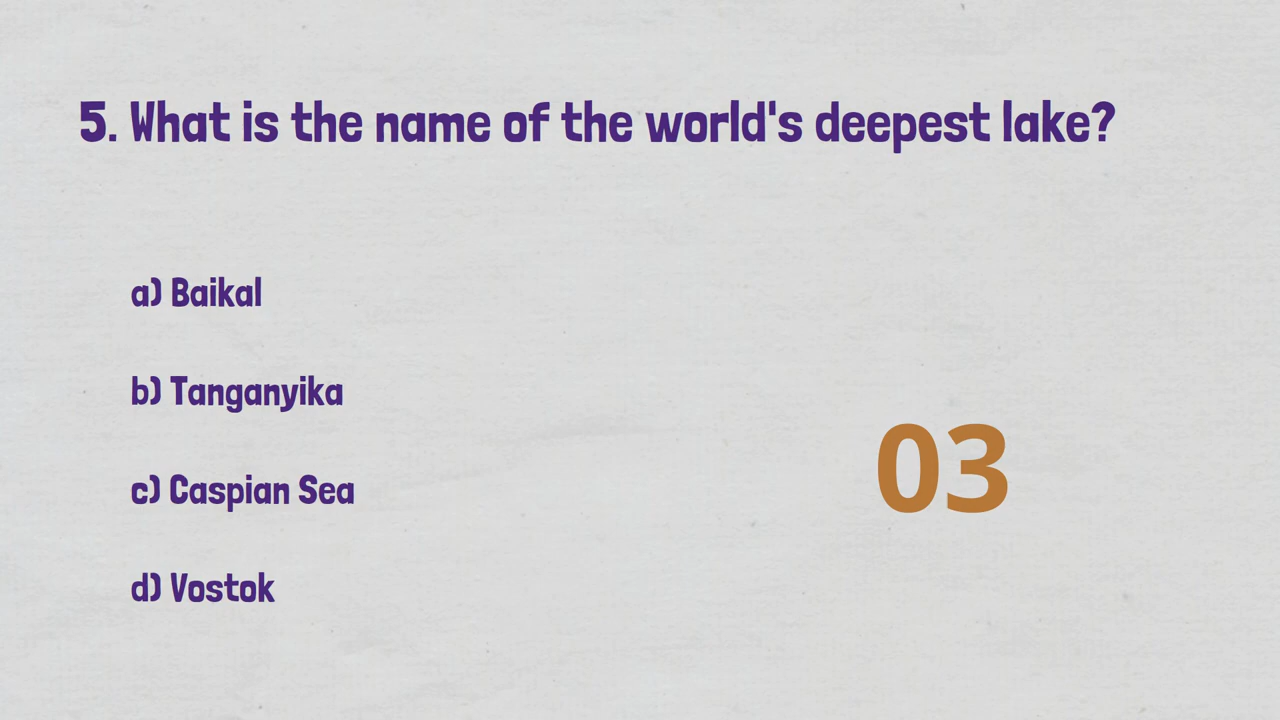 5. What is the name of the world's deepest lake?
a) Baikal
b) Tanganyika
c) Caspian Sea
03
d) Vostok